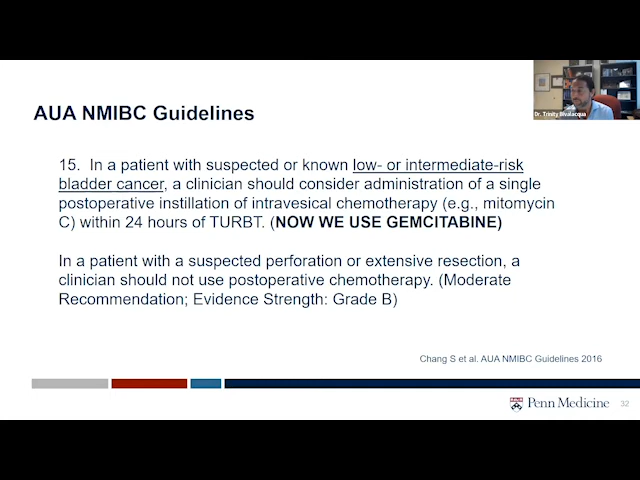 AUA NMIBC Guidelines
15. In a patient with suspected or known low- or intermediate-risk
bladder cancer, a clinician should consider administration of a single
postoperative instillation of intravesical chemotherapy (e.g., mitomycin
C) within 24 hours of TURBT. (NOW WE USE GEMCITABINE)
In a patient with a suspected perforation or extensive resection, a
clinician should not use postoperative chemotherapy. (Moderate
Recommendation; Evidence Strength: Grade B)
Chang S et al. AUA NMIBC Guidelines 2016
Penn Medicine
32
Dr. Trinity Bivalacqua